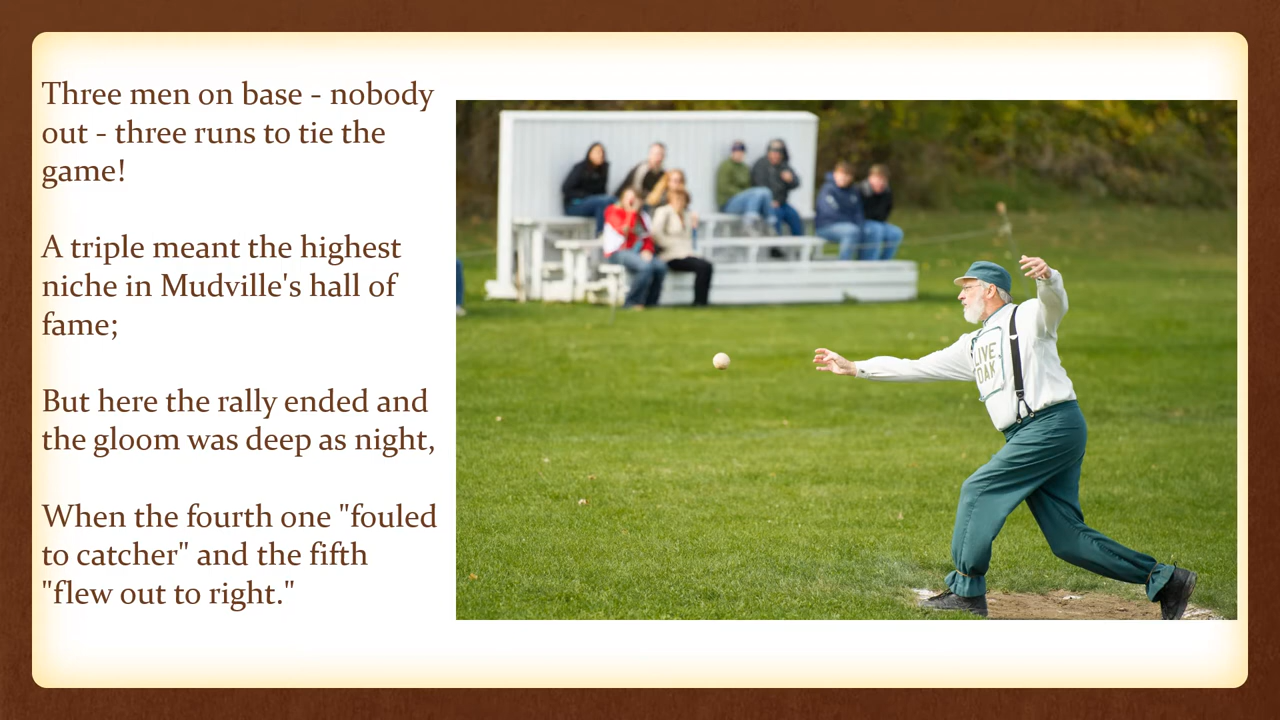 Three men on base - nobody
out - three runs to tie the
game!
A triple meant the highest
niche in Mudville's hall of
fame;
But here the rally ended and
the gloom was deep as night,
When the fourth one "fouled
to catcher" and the fifth
"flew out to right."
LIVE
OAK